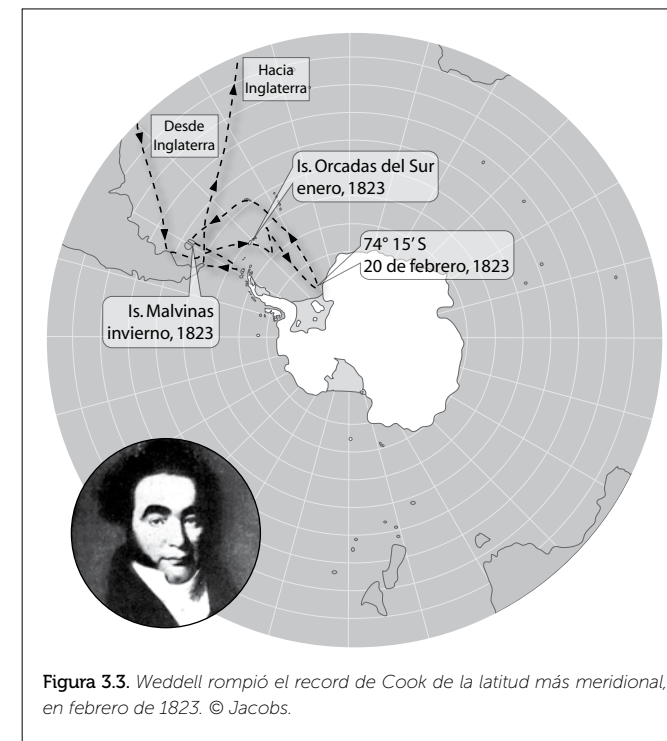 Hacia
Inglaterra
Desde
Inglaterra
Is. Orcadas del Sur
enero, 1823
74° 15’ S
20 de febrero, 1823
Is. Malvinas
invierno, 1823
Figura 3.3. Weddell rompió el record de Cook de la latitud más meridional,
en febrero de 1823. © Jacobs.